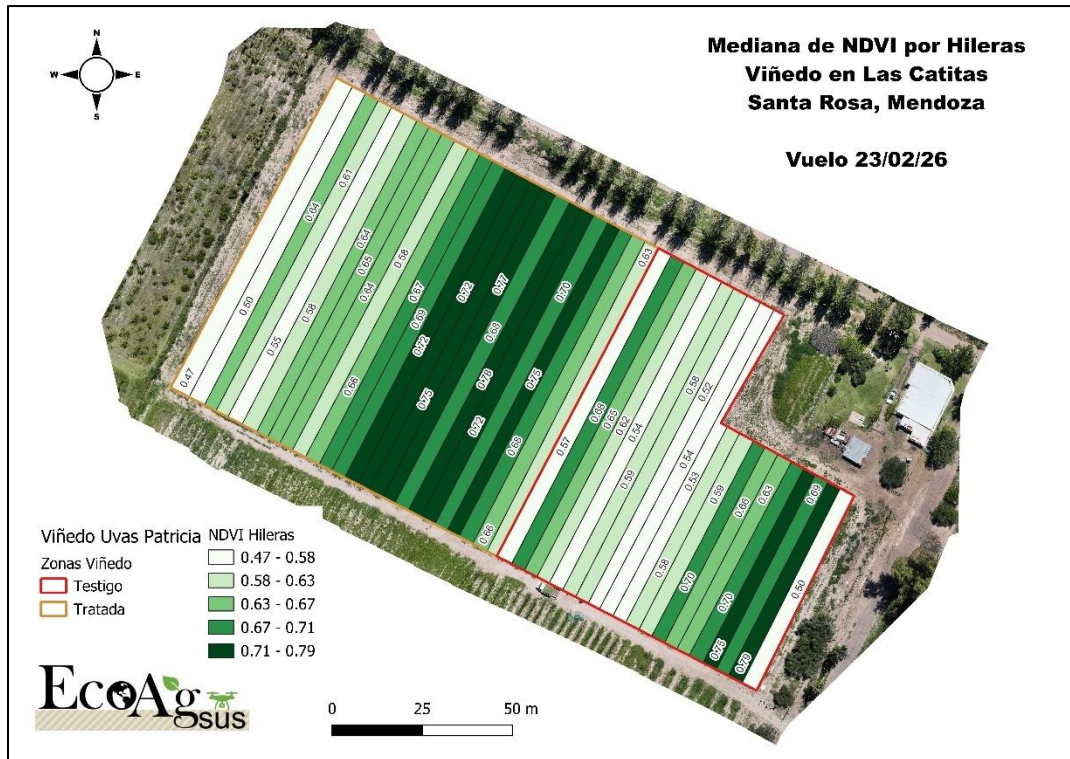 Mediana de NDVI por Hileras
Viñedo en Las Catitas
Santa Rosa, Mendoza
Vuelo 23/02/26
N
W
E
S
0.47
0.50
0.64
0.61
0.55
0.58
0.64
0.65
0.64
0.58
0.66
0.67
0.69
0.72
0.72
0.75
0.77
0.68
0.78
0.72
0.70
0.75
0.68
0.66
0.63
0.57
0.68
0.65
0.62
0.59
0.54
0.58
0.52
0.54
0.53
0.58
0.59
0.70
0.66
0.63
0.70
0.75
0.69
0.79
0.50
Viñedo Uvas Patricia
Zonas Viñedo
Testigo
Tratada
NDVI Hileras
0.47 - 0.58
0.58 - 0.63
0.63 - 0.67
0.67 - 0.71
0.71 - 0.79
EcoAgsus
0 25 50 m